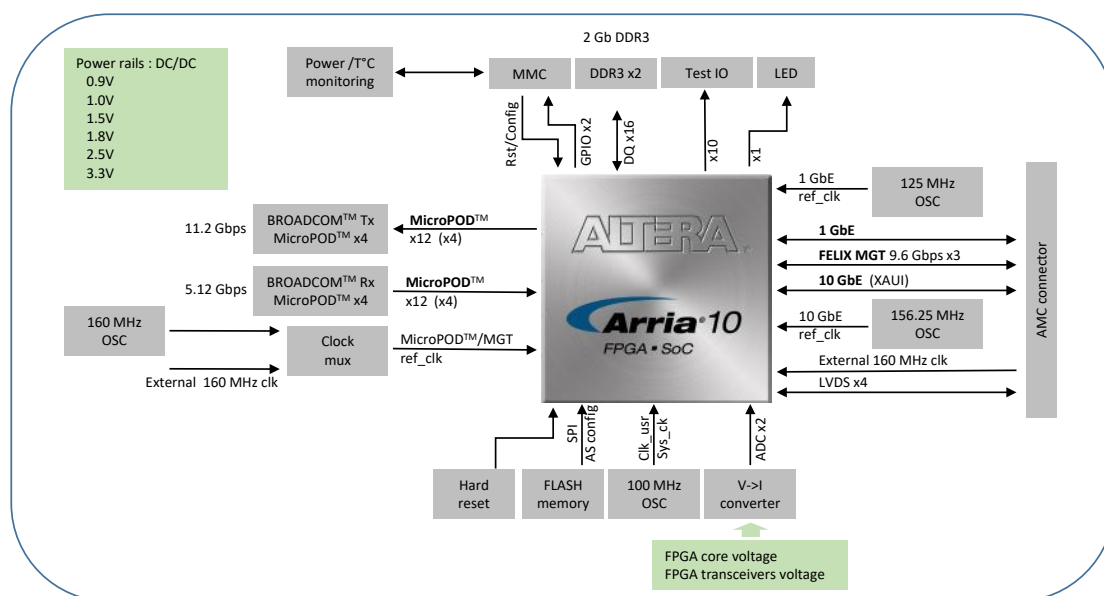 2 Gb DDR3
Power rails : DC/DC
0.9V
1.0V
1.5V
1.8V
2.5V
3.3V
Power /T°C
monitoring
MMC
DDR3 x2
Test IO
LED
Rst/Config
GPIO x2
DQ x16
x10
x1
1 GbE
ref_clk
125 MHz
OSC
11.2 Gbps
BROADCOM™ Tx
MicroPOD™ x4
MicroPOD™
x12 (x4)
ALTERA
1 GbE
FELIX MGT 9.6 Gbps x3
10 GbE (XAUI)
AMC connector
5.12 Gbps
BROADCOM™ Rx
MicroPOD™ x4
MicroPOD™
x12 (x4)
Arria 10
FPGA • SoC
10 GbE
ref_clk
156.25 MHz
OSC
160 MHz
OSC
External 160 MHz clk
Clock
mux
MicroPOD™/MGT
ref_clk
External 160 MHz clk
LVDS x4
SPI
AS config
Clk_usr
Sys_ck
ADC x2
Hard
reset
FLASH
memory
100 MHz
OSC
V->I
converter
FPGA core voltage
FPGA transceivers voltage